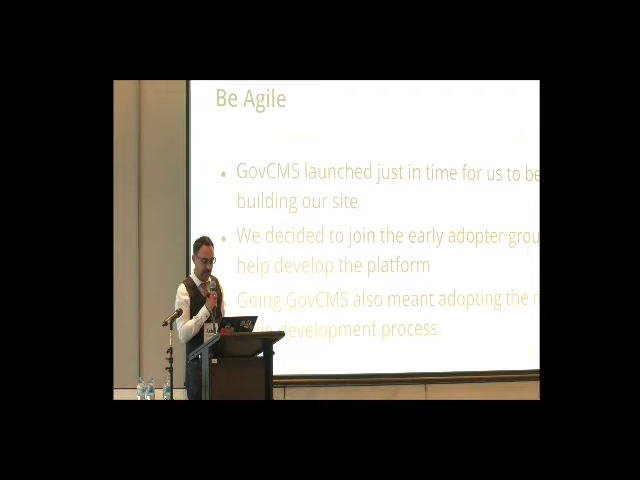 Be Agile
• GovCMS launched just in time for us to be
building our site
• We decided to join the early adopter grou
help develop the platform
Going GovCMS also meant adopting the
development process